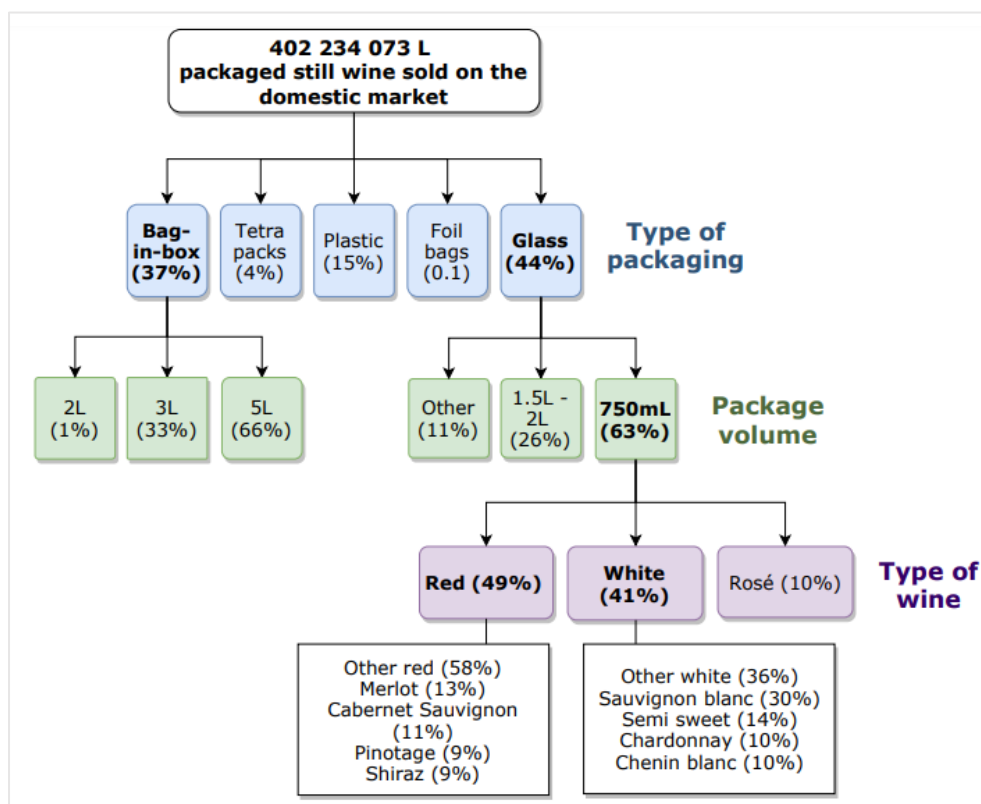 402 234 073 L
packaged still wine sold on the
domestic market
Bag-
in-box
(37%)
Tetra
packs
(4%)
Plastic
(15%)
Foil
bags
(0.1)
Glass
(44%)
Type of
packaging
2L
(1%)
3L
(33%)
5L
(66%)
Other
(11%)
1.5L -
2L
(26%)
750mL
(63%)
Package
volume
Red (49%)
White
(41%)
Rosé (10%)
Type of
wine
Other red (58%)
Merlot (13%)
Cabernet Sauvignon
(11%)
Pinotage (9%)
Shiraz (9%)
Other white (36%)
Sauvignon blanc (30%)
Semi sweet (14%)
Chardonnay (10%)
Chenin blanc (10%)